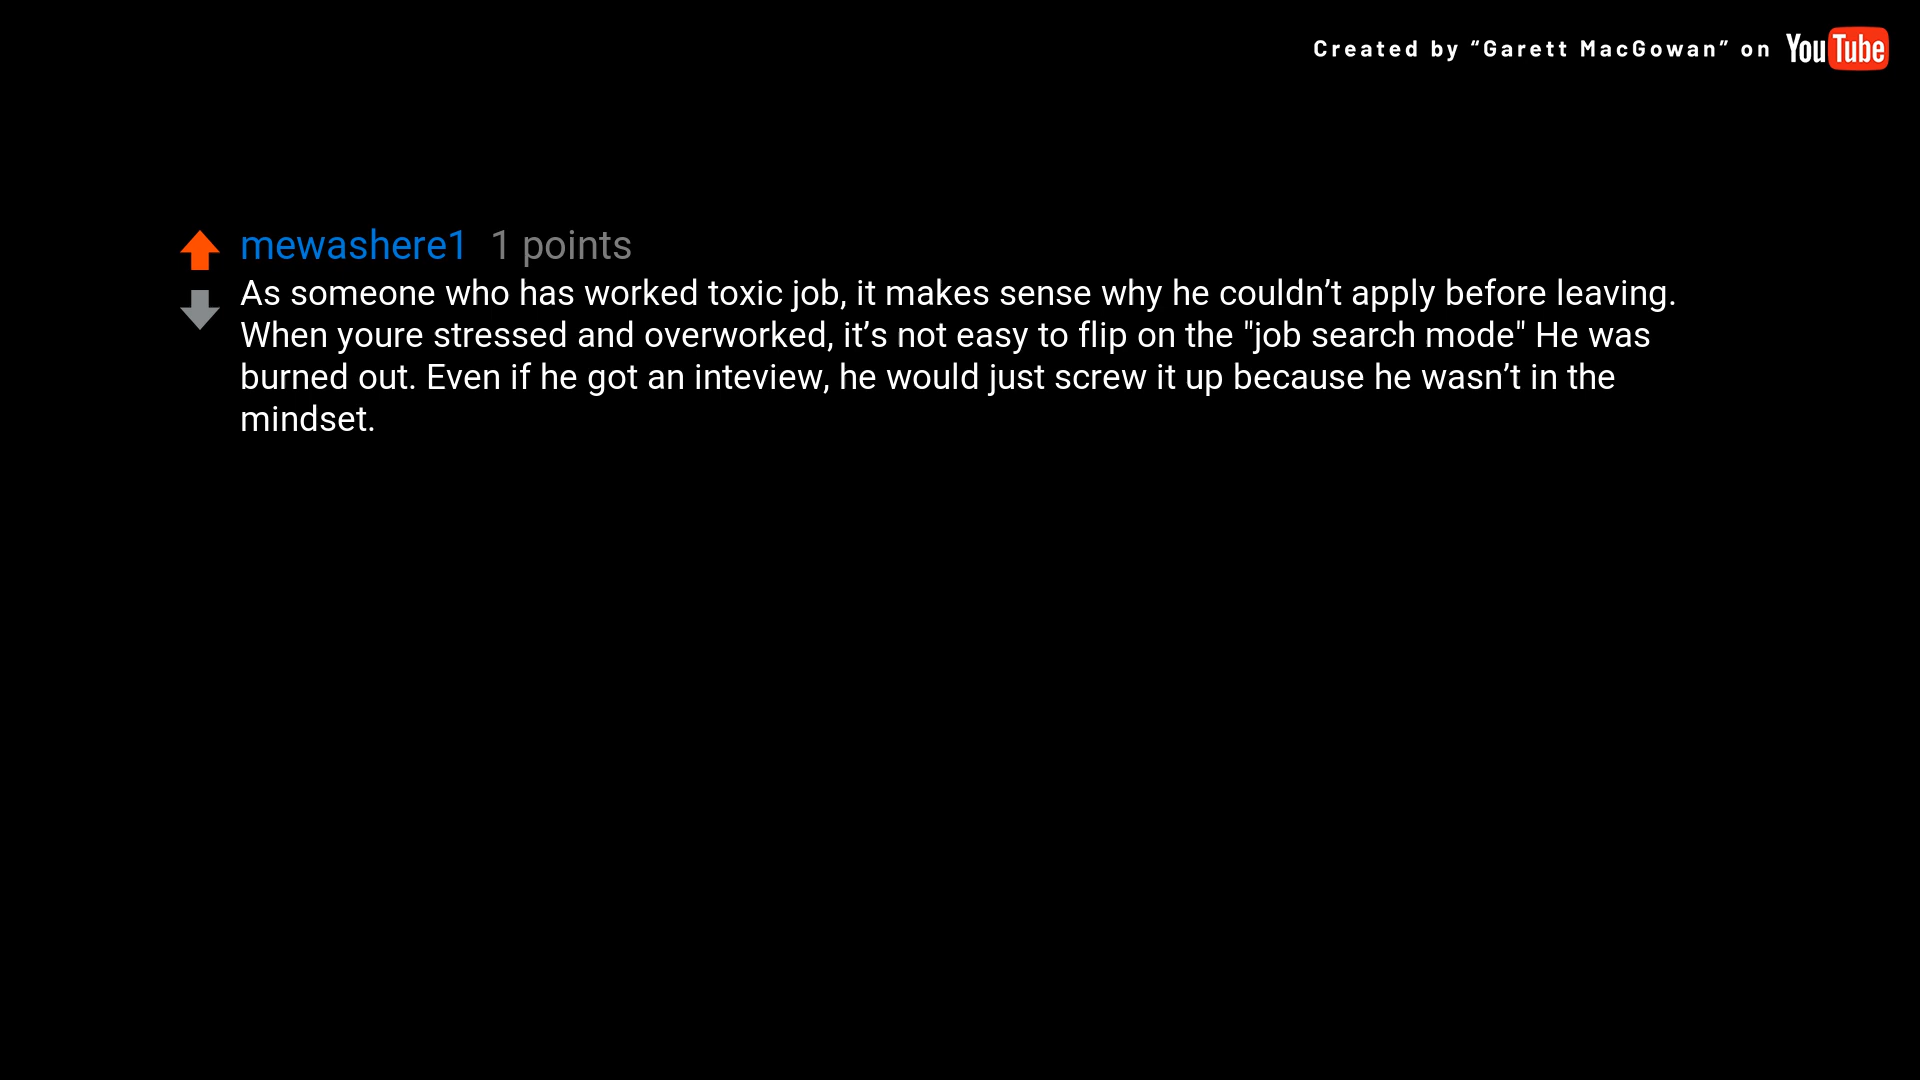 Created by “Garett MacGowan” on YouTube
mewashere1 1 points
As someone who has worked toxic job, it makes sense why he couldn’t apply before leaving.
When youre stressed and overworked, it’s not easy to flip on the "job search mode" He was
burned out. Even if he got an inteview, he would just screw it up because he wasn’t in the
mindset.